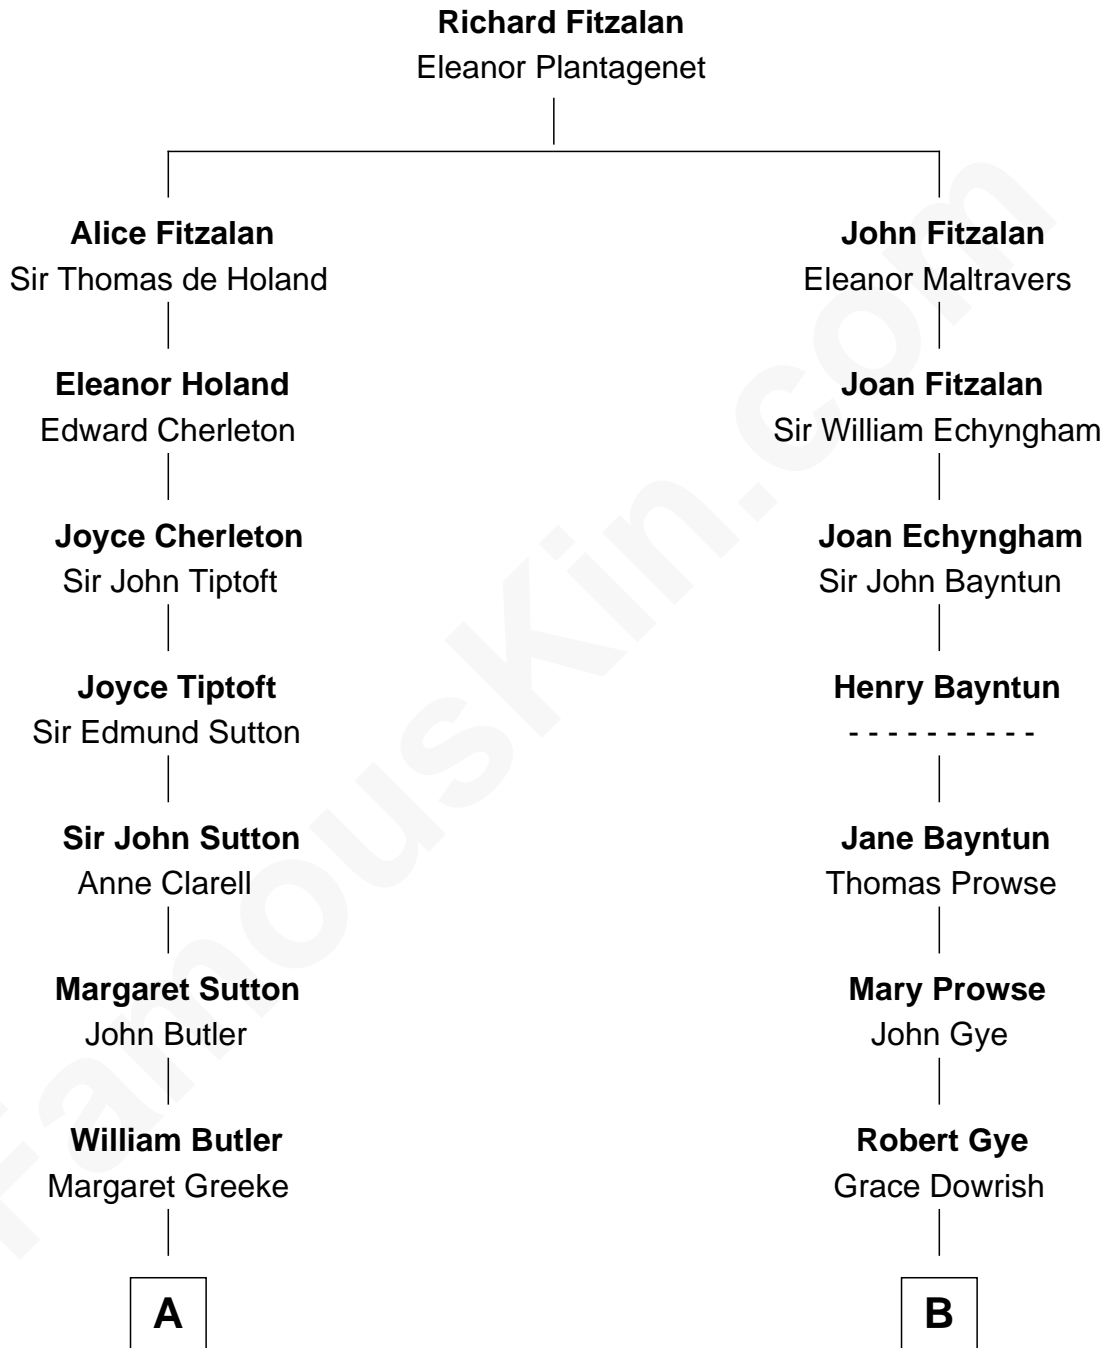 Richard Fitzalan
Eleanor Plantagenet
Alice Fitzalan
Sir Thomas de Holand
John Fitzalan
Eleanor Maltravers
Eleanor Holand
Edward Cherleton
Joan Fitzalan
Sir William Echyngham
Joyce Cherleton
Sir John Tiptoft
Joan Echyngham
Sir John Bayntun
Joyce Tiptoft
Sir Edmund Sutton
Henry Bayntun
- - - - - - - - - -
Sir John Sutton
Anne Clarell
Jane Bayntun
Thomas Prowse
Margaret Sutton
John Butler
Mary Prowse
John Gye
William Butler
Margaret Greeke
Robert Gye
Grace Dowrish
A
B
FamousKin.com